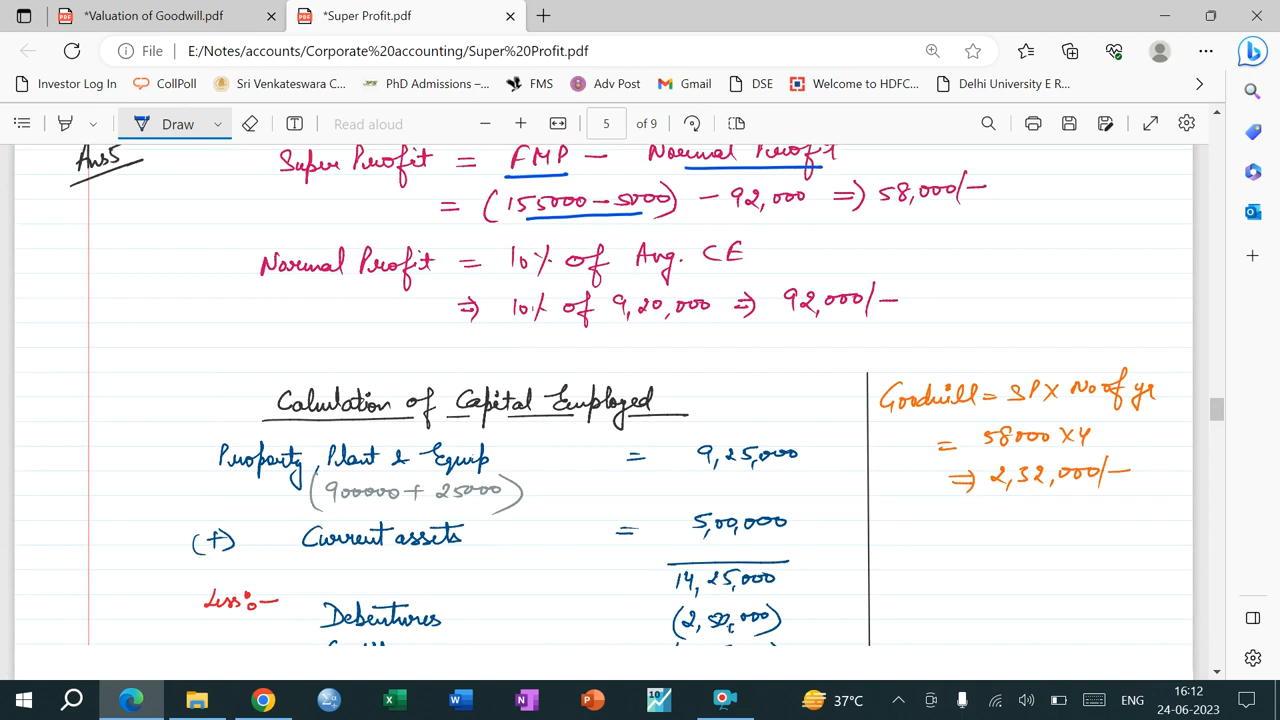 *Valuation of Goodwill.pdf
*Super Profit.pdf
File E:/Notes/accounts/Corporate%20accounting/Super%20Profit.pdf
Investor Log In CollPoll Sri Venkateswara C... PhD Admissions –... FMS Adv Post Gmail DSE Welcome to HDFC... Delhi University E R...
Draw Read aloud 5 of 9
Ans5
Super Profit = FMP – Normal Profit
= (155000 – 5000) – 92,000 ⇒ 58,000/–
Normal Profit = 10% of Avg. CE
⇒ 10% of 9,20,000 ⇒ 92,000/–
Calculation of Capital Employed
Property, Plant & Equip = 9,25,000
(900000 + 25000)
(+) Current assets = 5,00,000
14,25,000
Less:–
Debentures (2,50,000)
Goodwill = SP X No of yr
= 58000 X 4
⇒ 2,32,000/–
37°C
ENG
16:12
24-06-2023